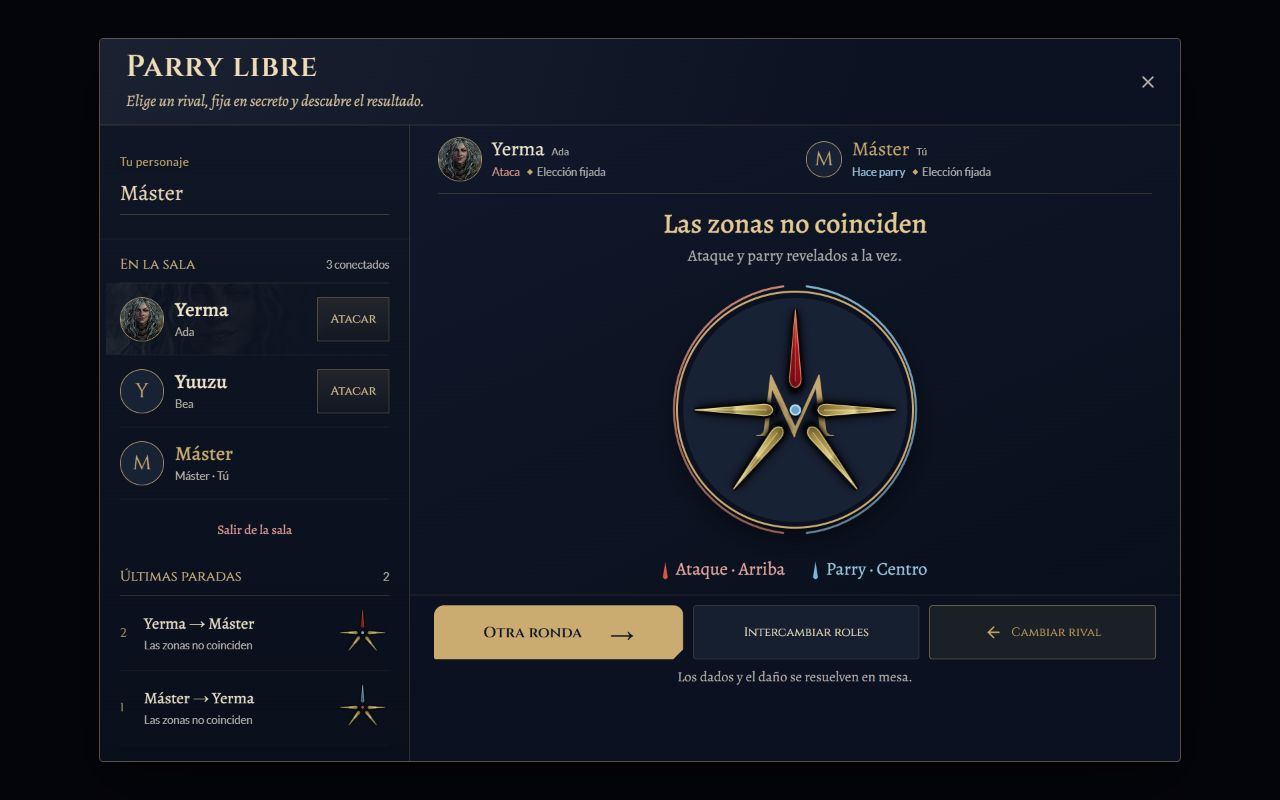 Parry libre
Elige un rival, fija en secreto y descubre el resultado.
×
Tu personaje
Máster
En la sala
3 conectados
Yerma
Ada
Atacar
Y
Yuuzu
Bea
Atacar
M
Máster
Máster · Tú
Salir de la sala
Últimas paradas
2
2
Yerma → Máster
Las zonas no coinciden
1
Máster → Yerma
Las zonas no coinciden
Yerma Ada
Ataca ◆ Elección fijada
M
Máster Tú
Hace parry ◆ Elección fijada
Las zonas no coinciden
Ataque y parry revelados a la vez.
M
Ataque · Arriba
Parry · Centro
Otra ronda →
Intercambiar roles
← Cambiar rival
Los dados y el daño se resuelven en mesa.